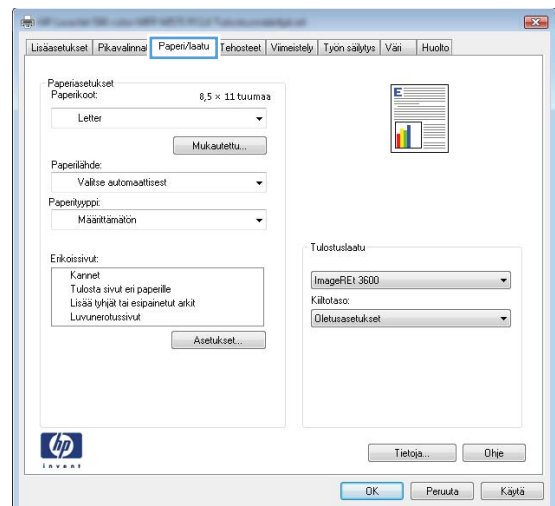 Lisäasetukset Pikavalinnat Paperi/laatu Tehosteet Viimeistely Työn säilytys Väri Huolto
Paperiasetukset
Paperikoot: 8,5 × 11 tuumaa
Letter
Mukautettu...
Paperilähde:
Valitse automaattisest
Paperityyppi:
Määrittämätön
Erikoissivut:
Kannet
Tulosta sivut eri paperille
Lisää tyhjät tai esipainetut arkit
Luvunerotussivut
Asetukset...
E
Tulostuslaatu
ImageREt 3600
Kiiltotaso:
Oletusasetukset
hp
invent
Tietoja... Ohje
OK Peruuta Käytä